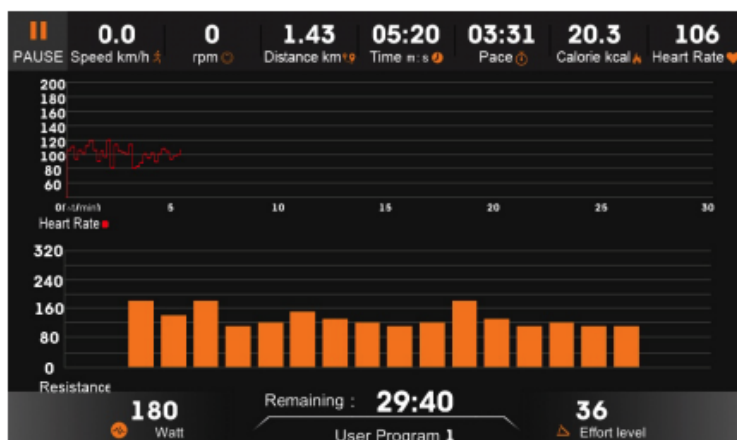 0.0 0 1.43 05:20 03:31 20.3 106
PAUSE Speed km/h rpm Distance km Time m:s Pace Calorie kcal Heart Rate
200
180
160
140
120
100
80
60
5 10 15 20 25 30
Heart Rate
320
240
160
80
0
Resistance
180 Remaining : 29:40 36
Watt User Program 1 Effort level